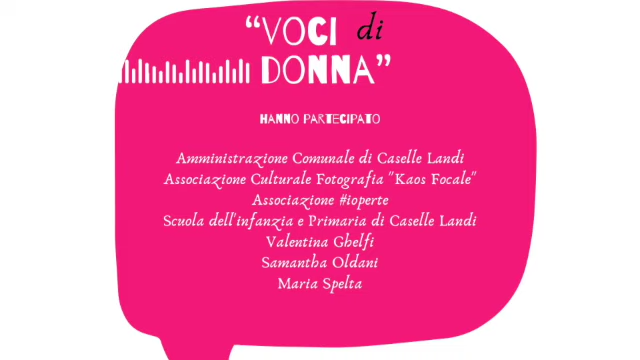 “VOCI di
DONNA”
HANNO PARTECIPATO
Amministrazione Comunale di Caselle Landi
Associazione Culturale Fotografia "Kaos Focale"
Associazione #ioperte
Scuola dell'infanzia e Primaria di Caselle Landi
Valentina Ghelfi
Samantha Oldani
Maria Spelta